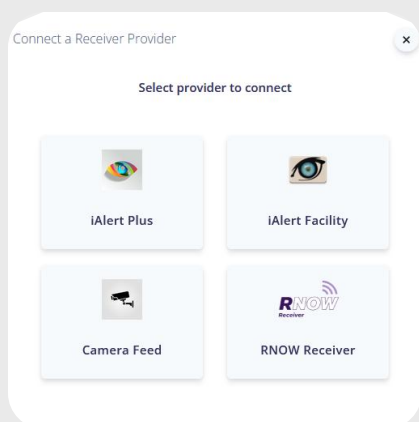 Connect a Receiver Provider
×
Select provider to connect
iAlert Plus
iAlert Facility
Camera Feed
RNOW
Receiver
RNOW Receiver